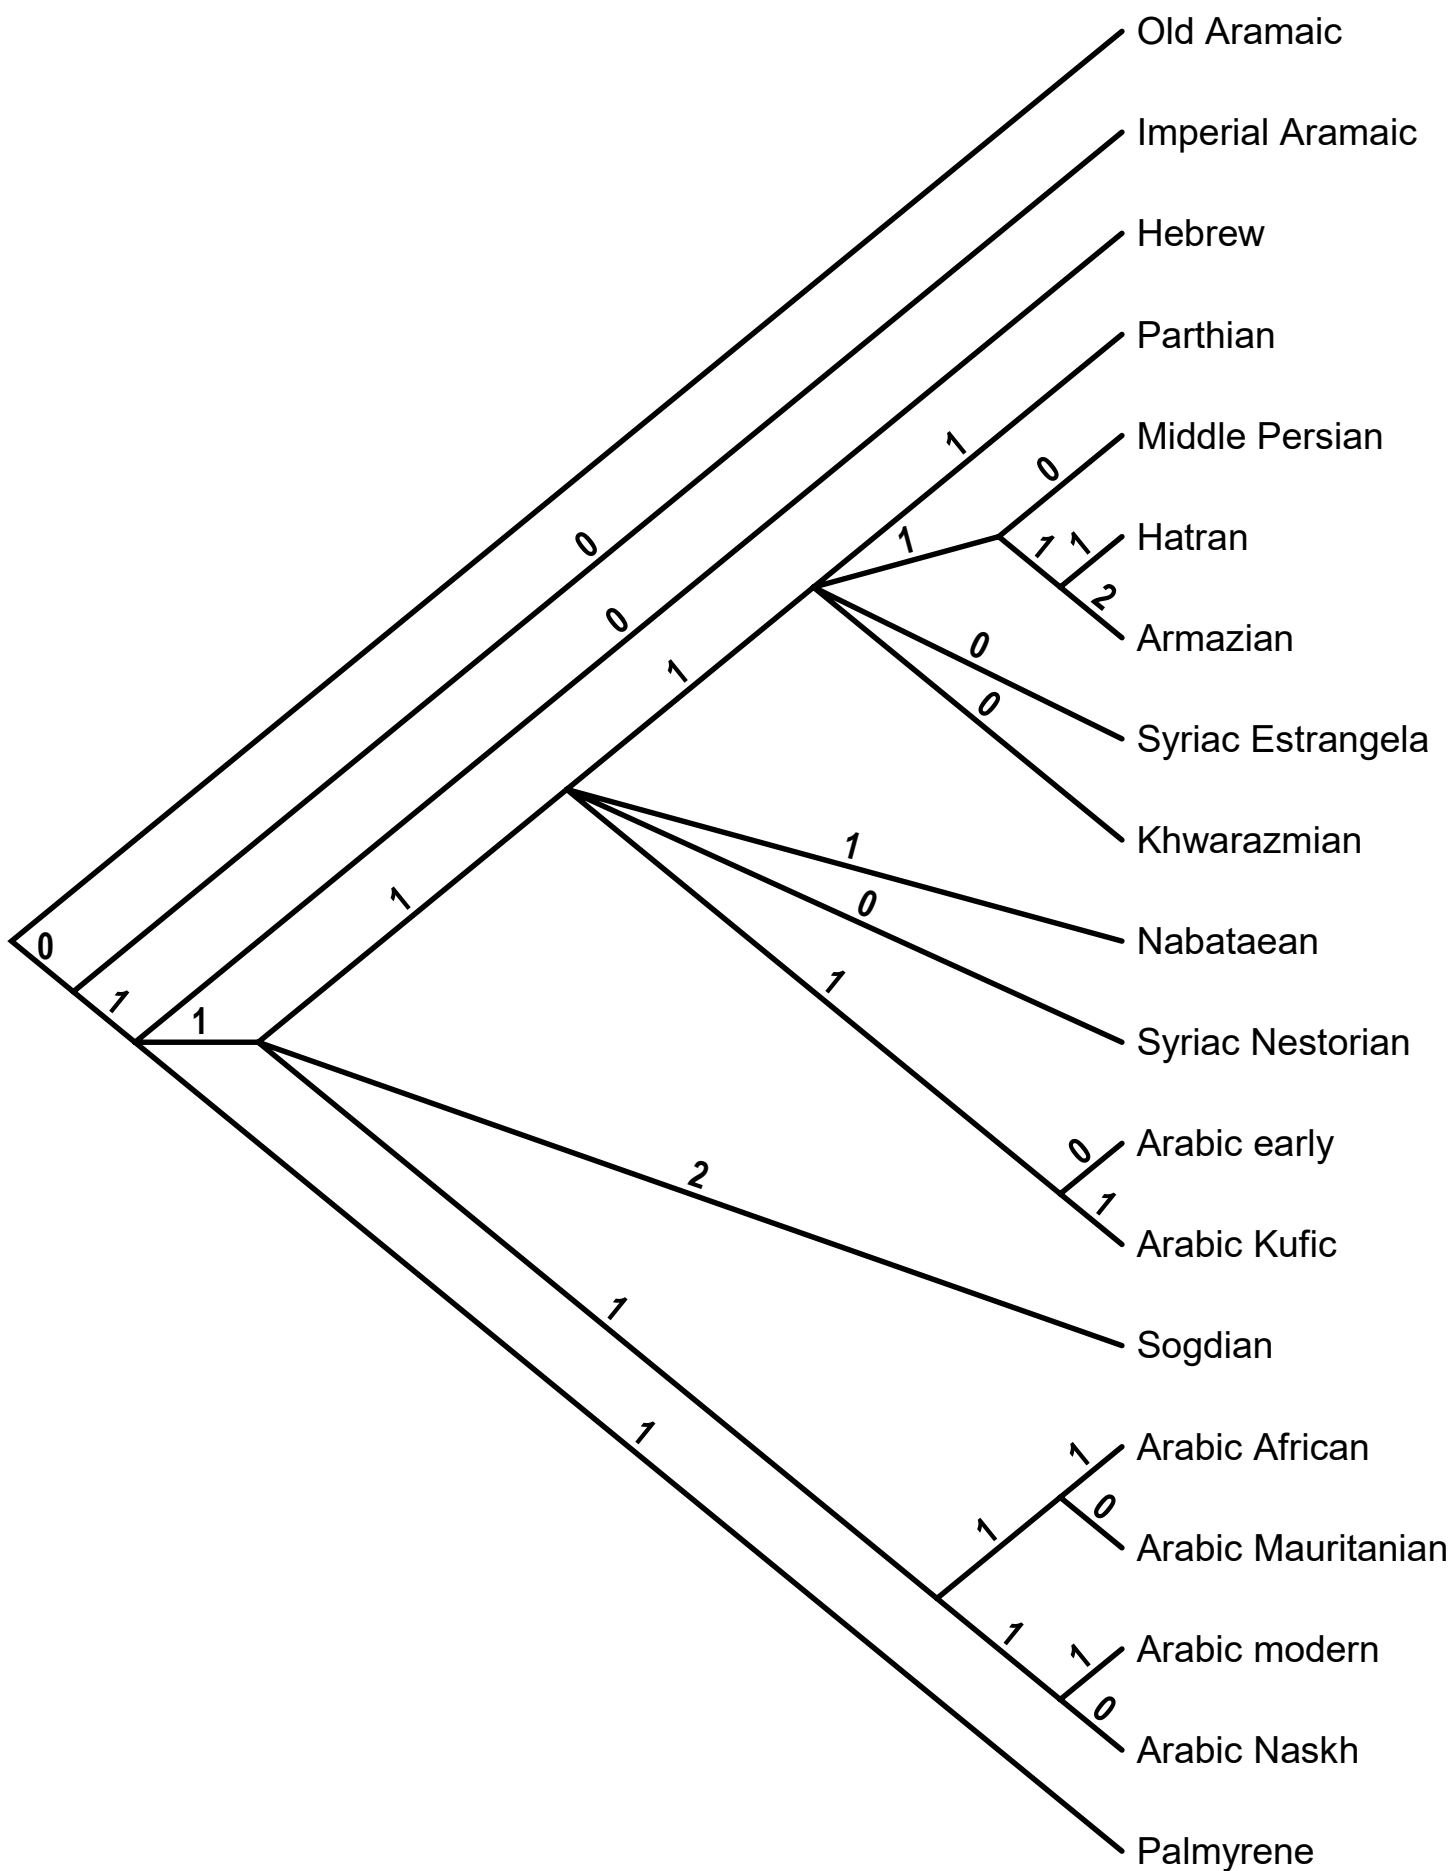 Old Aramaic
Imperial Aramaic
Hebrew
Parthian
1
Middle Persian
0
Hatran
1
1
1
0
2
Armazian
0
0
1
Syriac Estrangela
0
Khwarazmian
1
1
0
Nabataean
0
1
1
1
Syriac Nestorian
0
Arabic early
2
1
Arabic Kufic
1
Sogdian
1
1
Arabic African
0
1
Arabic Mauritanian
1
1
Arabic modern
0
Arabic Naskh
Palmyrene